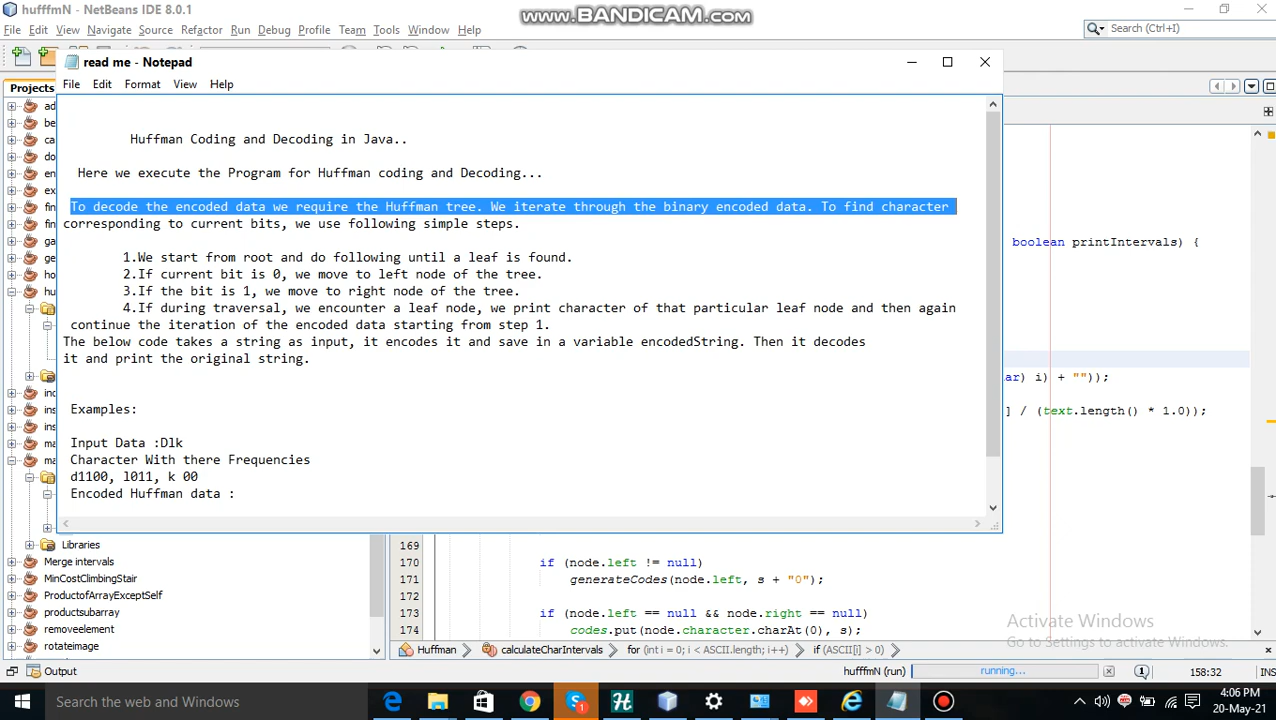 hufffmN - NetBeans IDE 8.0.1
www.BANDICAM.com
File Edit View Navigate Source Refactor Run Debug Profile Team Tools Window Help
Search (Ctrl+I)
read me - Notepad
File Edit Format View Help
Projects
Huffman Coding and Decoding in Java..
Here we execute the Program for Huffman coding and Decoding...
To decode the encoded data we require the Huffman tree. We iterate through the binary encoded data. To find character
corresponding to current bits, we use following simple steps.
1.We start from root and do following until a leaf is found.
2.If current bit is 0, we move to left node of the tree.
3.If the bit is 1, we move to right node of the tree.
4.If during traversal, we encounter a leaf node, we print character of that particular leaf node and then again
continue the iteration of the encoded data starting from step 1.
The below code takes a string as input, it encodes it and save in a variable encodedString. Then it decodes
it and print the original string.
Examples:
Input Data :Dlk
Character With there Frequencies
d1100, l011, k 00
Encoded Huffman data :
boolean printIntervals) {
ar) i) + ""));
] / (text.length() * 1.0));
Libraries
Merge intervals
MinCostClimbingStair
ProductofArrayExceptSelf
productsubarray
removeelement
rotateimage
169
170 if (node.left != null)
171 generateCodes(node.left, s + "0");
172
173 if (node.left == null && node.right == null)
174 codes.put(node.character.charAt(0), s);
Activate Windows
Go to Settings to activate Windows.
Huffman calculateCharIntervals for (int i = 0; i < ASCII.length; i++) if (ASCII[i] > 0)
Output
hufffmN (run) running... 1 158:32 INS
Search the web and Windows
4:06 PM
20-May-21